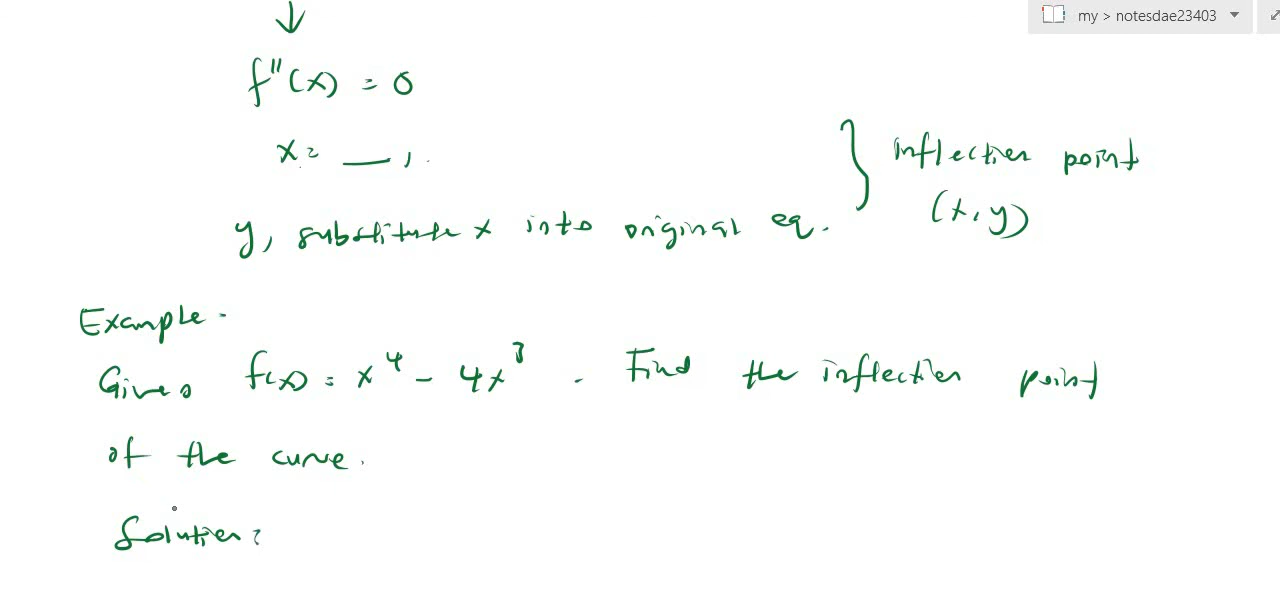 my > notesdae23403
↓
f''(x) = 0
x = __,
y, substitute x into original eq.
} inflection point
(x, y)
Example.
Given f(x) = x⁴ - 4x³. Find the inflection point
of the curve.
Solution: